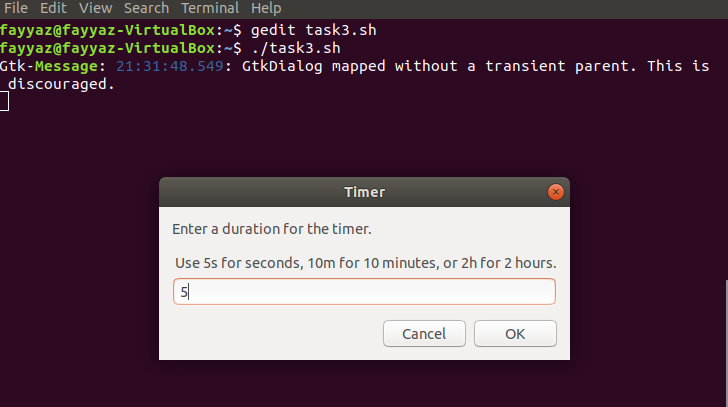 File Edit View Search Terminal Help
fayyaz@fayyaz-VirtualBox:~$ gedit task3.sh
fayyaz@fayyaz-VirtualBox:~$ ./task3.sh
Gtk-Message: 21:31:48.549: GtkDialog mapped without a transient parent. This is
discouraged.
Timer
Enter a duration for the timer.
Use 5s for seconds, 10m for 10 minutes, or 2h for 2 hours.
5
Cancel OK